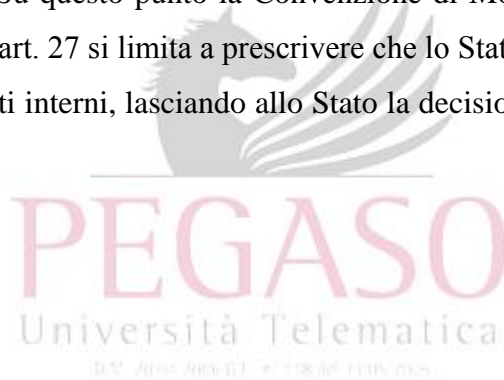 Su questo punto la Convenzione di Mo
art. 27 si limita a prescrivere che lo Stat
ti interni, lasciando allo Stato la decisio
PEGASO
Università Telematica